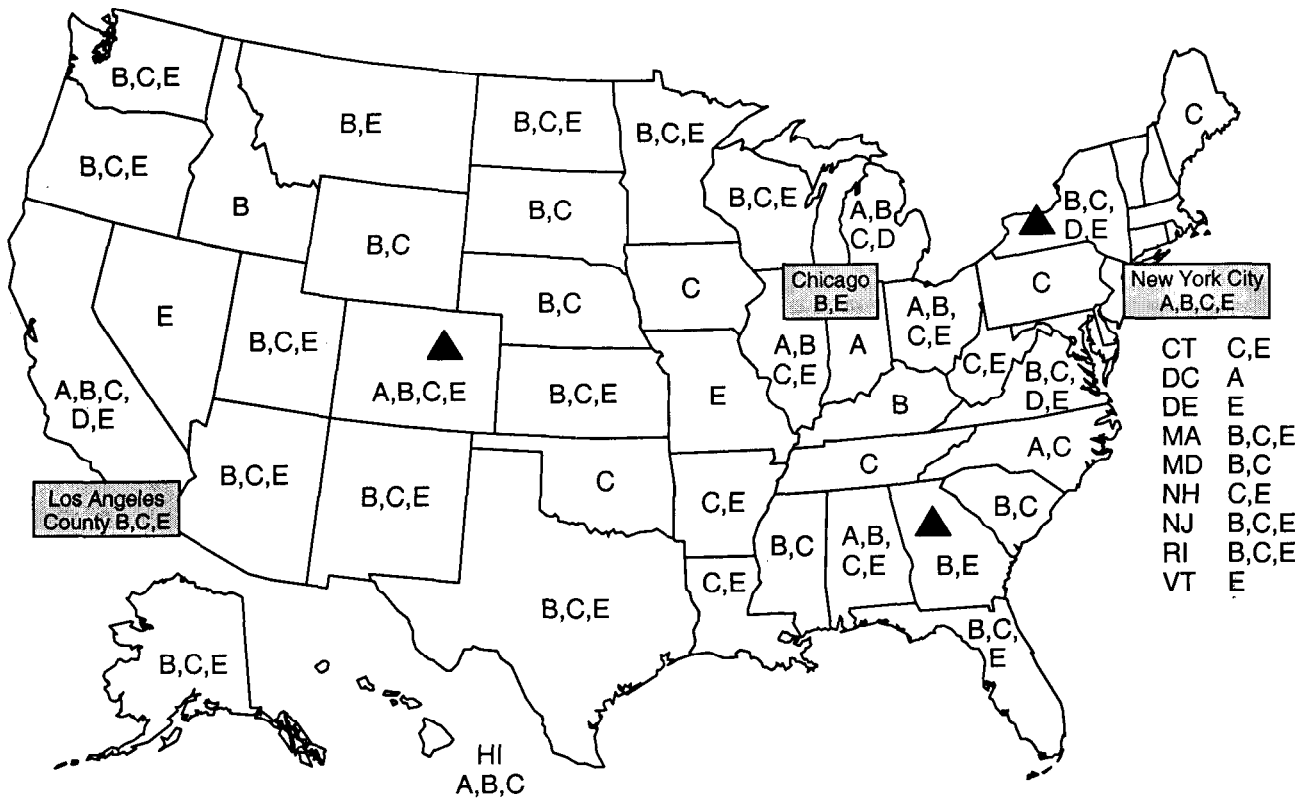 B,C,E
B,E
B,C,E
B,C,E
C
B,C,E
B
B,C
B,C
B,C,E
A,B
C,D
B,C,
D,E
E
B,C,E
A,B,C,E
B,C
C
Chicago
B,E
A,B,
C,E
C
New York City
A,B,C,E
A,B,C,
D,E
B,C,E
E
A,B
C,E
A
B
C,E
B,C,
D,E
CT C,E
DC A
DE E
MA B,C,E
MD B,C
NH C,E
NJ B,C,E
RI B,C,E
VT E
Los Angeles
County B,C,E
B,C,E
B,C,E
C
C,E
C
A,C
B,C
B,C
A,B,
C,E
B,E
B,C,E
C,E
B,C,
E
B,C,E
HI
A,B,C